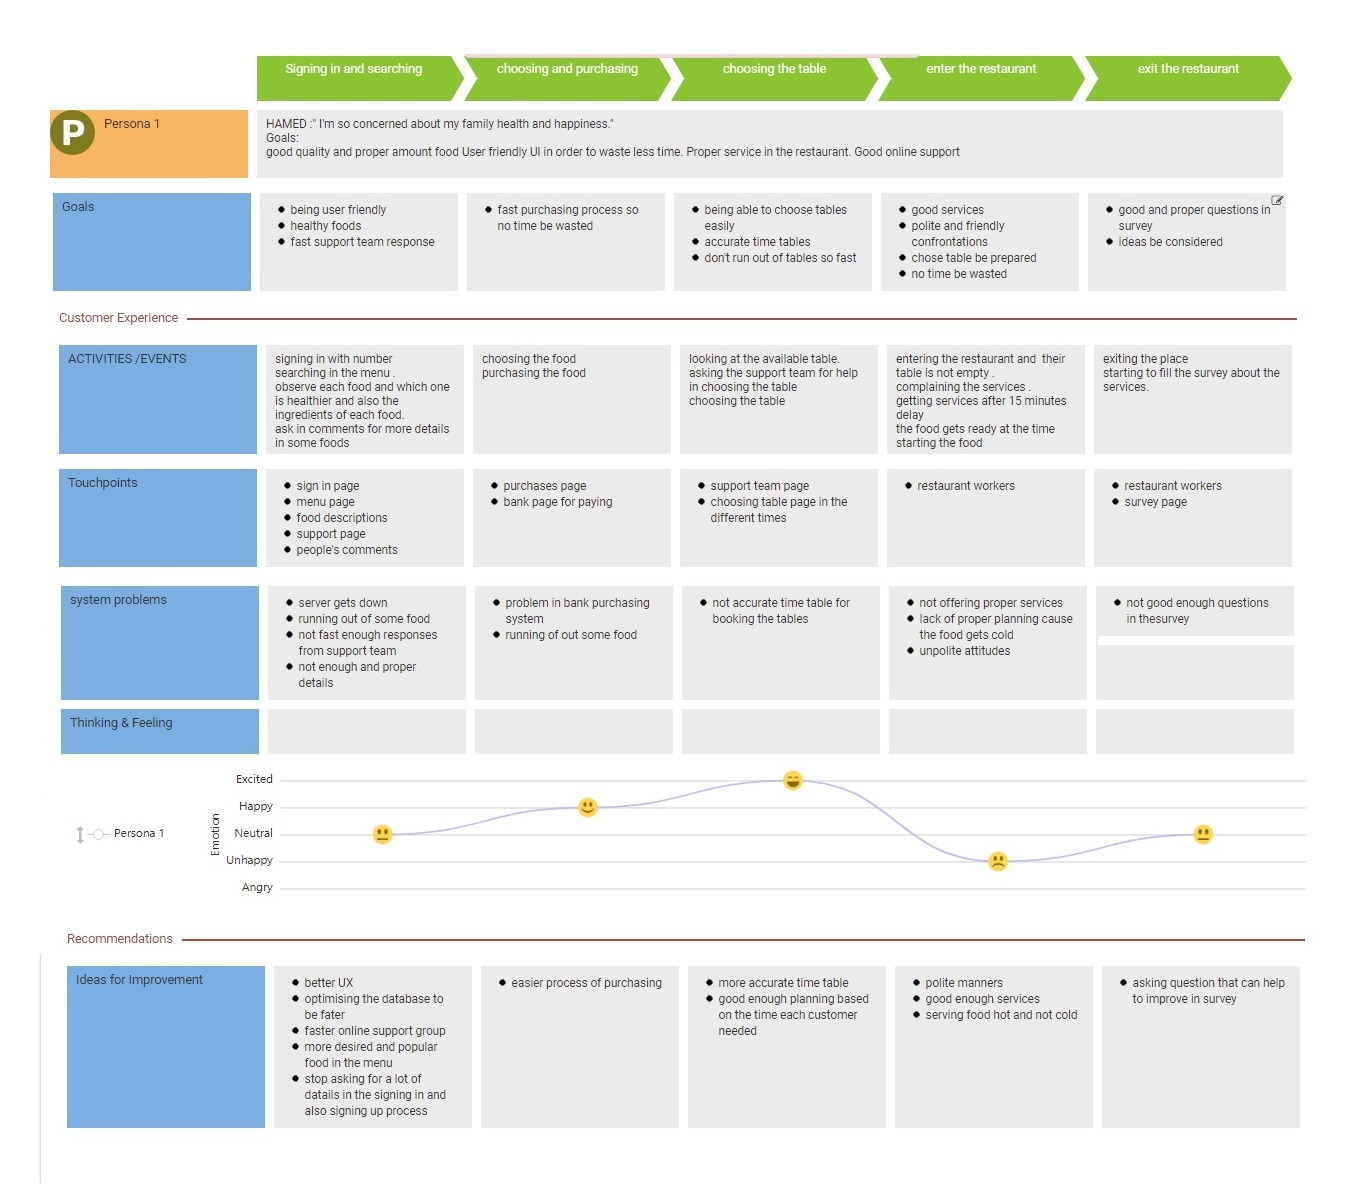 Signing in and searching
choosing and purchasing
choosing the table
enter the restaurant
exit the restaurant
P
Persona 1
HAMED :" I'm so concerned about my family health and happiness."
Goals:
good quality and proper amount food User friendly UI in order to waste less time. Proper service in the restaurant. Good online support
Goals
being user friendly
healthy foods
fast support team response
fast purchasing process so
no time be wasted
being able to choose tables
easily
accurate time tables
don't run out of tables so fast
good services
polite and friendly
confrontations
chose table be prepared
no time be wasted
good and proper questions in
survey
ideas be considered
Customer Experience
ACTIVITIES /EVENTS
signing in with number
searching in the menu .
observe each food and which one
is healthier and also the
ingredients of each food.
ask in comments for more details
in some foods
choosing the food
purchasing the food
looking at the available table.
asking the support team for help
in choosing the table
choosing the table
entering the restaurant and  their
table is not empty .
complaining the services .
getting services after 15 minutes
delay
the food gets ready at the time
starting the food
exiting the place
starting to fill the survey about the
services.
Touchpoints
sign in page
menu page
food descriptions
support page
people's comments
purchases page
bank page for paying
support team page
choosing table page in the
different times
restaurant workers
restaurant workers
survey page
system problems
server gets down
running out of some food
not fast enough responses
from support team
not enough and proper
details
problem in bank purchasing
system
running of out some food
not accurate time table for
booking the tables
not offering proper services
lack of proper planning cause
the food gets cold
unpolite attitudes
not good enough questions
in thesurvey
Thinking & Feeling
Excited
Happy
Neutral
Unhappy
Angry
Emotion
Persona 1
Recommendations
Ideas for Improvement
better UX
optimising the database to
be fater
faster online support group
more desired and popular
food in the menu
stop asking for a lot of
datails in the signing in and
also signing up process
easier process of purchasing
more accurate time table
good enough planning based
on the time each customer
needed
polite manners
good enough services
serving food hot and not cold
asking question that can help
to improve in survey